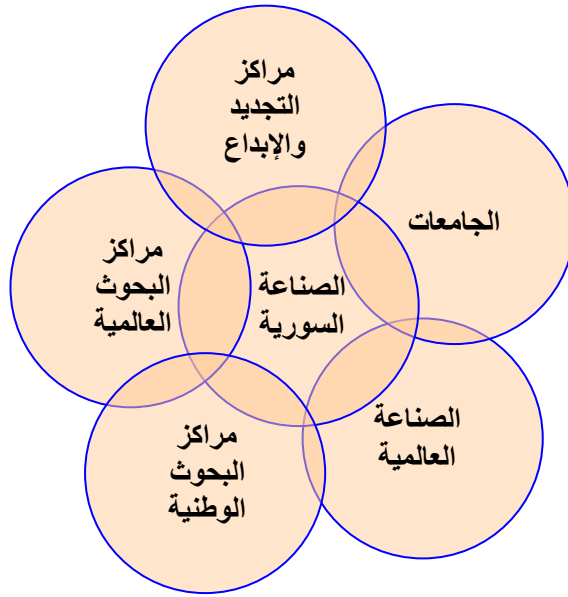 مراكز
التجديد
والإبداع
الجامعات
مراكز
البحوث
العالمية
الصناعة
السورية
الصناعة
العالمية
مراكز
البحوث
الوطنية